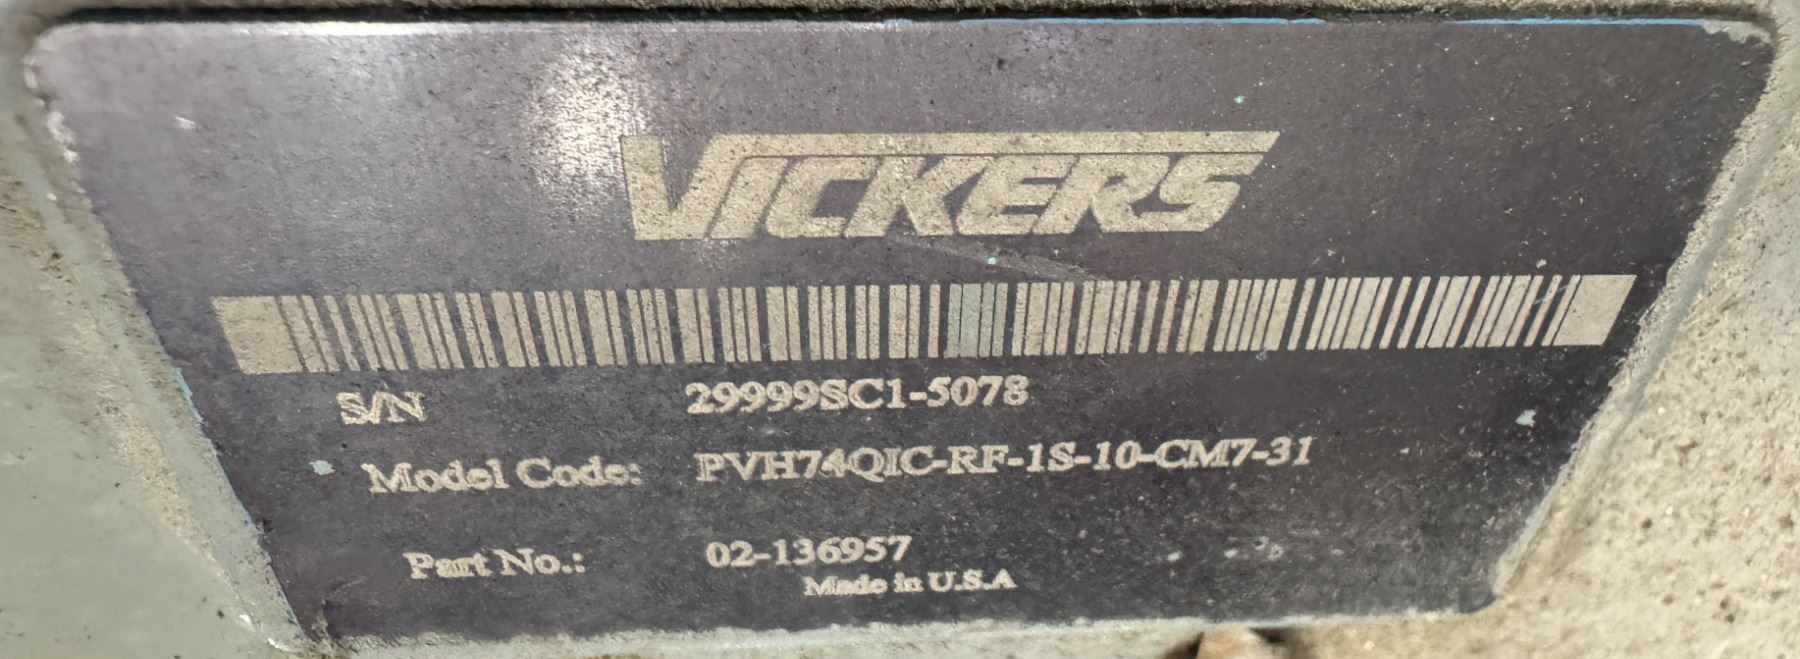 VICKERS
S/N 29999SC1-5078
Model Code: PVH74QIC-RF-1S-10-CM7-31
Part No.: 02-136957
Made in U.S.A